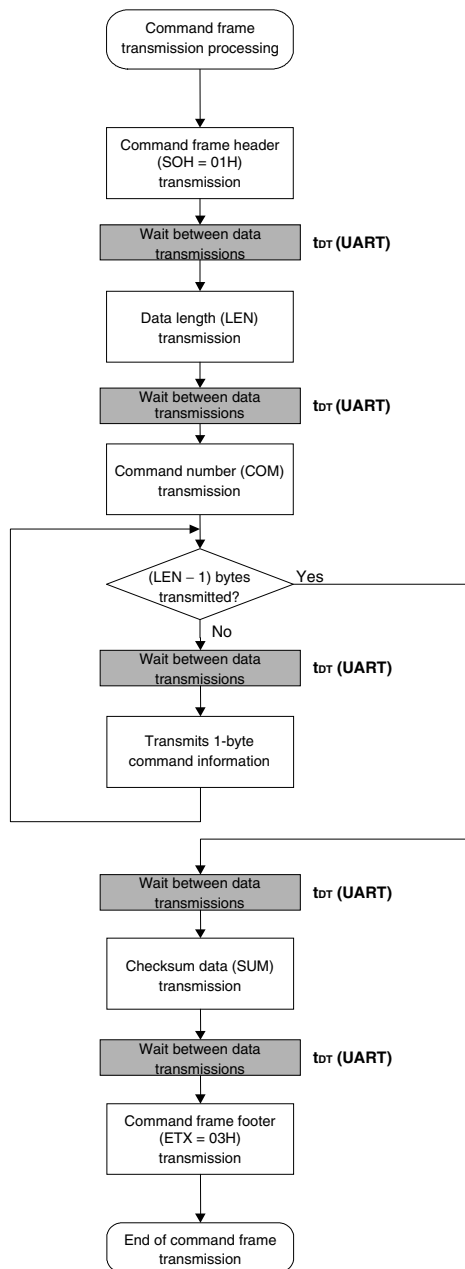 Command frame
transmission processing
Command frame header
(SOH = 01H)
transmission
Wait between data
transmissions
tDT (UART)
Data length (LEN)
transmission
Wait between data
transmissions
tDT (UART)
Command number (COM)
transmission
(LEN – 1) bytes
transmitted?
Yes
No
Wait between data
transmissions
tDT (UART)
Transmits 1-byte
command information
Wait between data
transmissions
tDT (UART)
Checksum data (SUM)
transmission
Wait between data
transmissions
tDT (UART)
Command frame footer
(ETX = 03H)
transmission
End of command frame
transmission